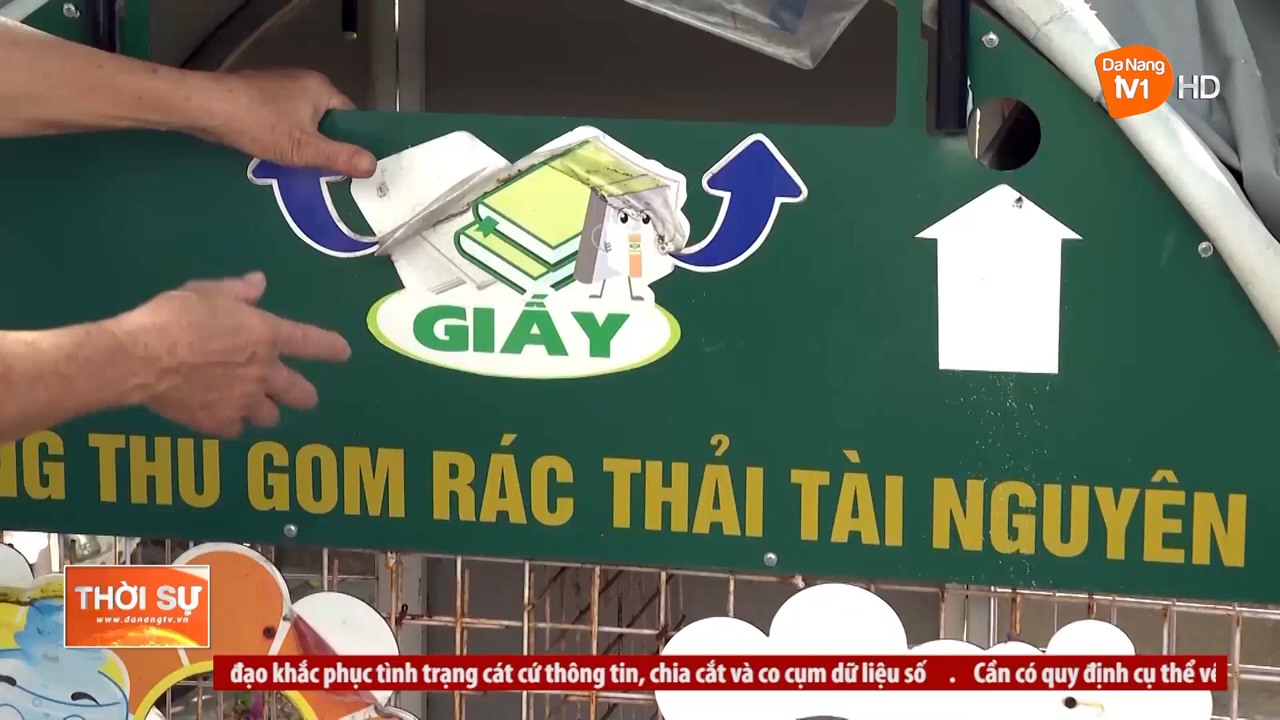 Da Nang
TV1 HD
GIẤY
NG THU GOM RÁC THẢI TÀI NGUYÊN
THỜI SỰ
www.danangtv.vn
đạo khắc phục tình trạng cát cứ thông tin, chia cắt và co cụm dữ liệu số . Cần có quy định cụ thể về